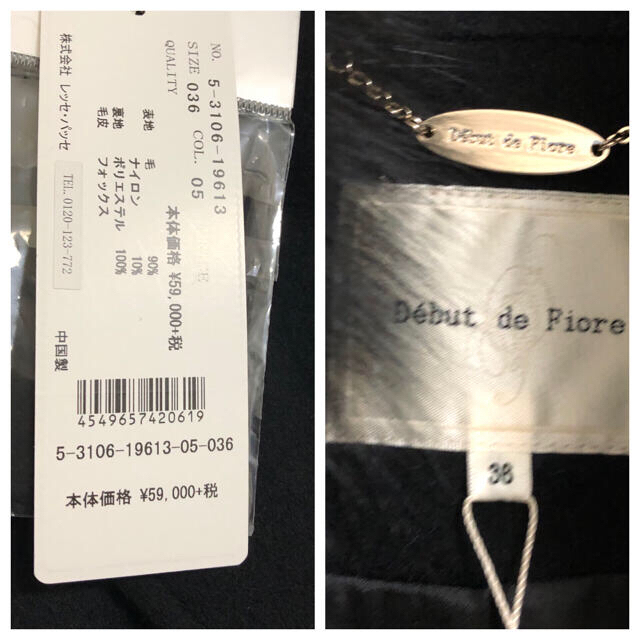 NO. 5-3106-19613
SIZE 036 COL. 05
QUALITY
本体価格 ¥59,000+税
表地 毛 90%
ナイロン 10%
裏地 ポリエステル 100%
毛皮 フォックス
株式会社 レッセ・パッセ
TEL. 0120-123-772
中国製
4549657420619
5-3106-19613-05-036
本体価格 ¥59,000+税
Début de Fiore
Début de Fiore
36